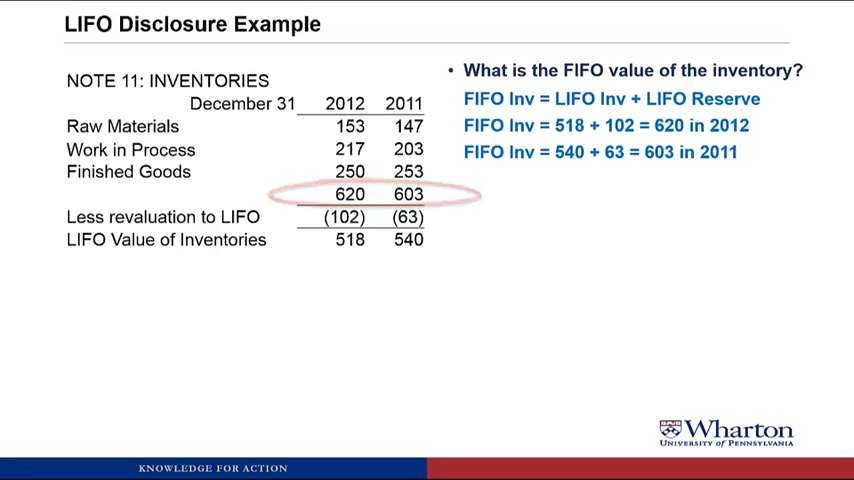 LIFO Disclosure Example
NOTE 11: INVENTORIES
December 31 2012 2011
Raw Materials 153 147
Work in Process 217 203
Finished Goods 250 253
620 603
Less revaluation to LIFO (102) (63)
LIFO Value of Inventories 518 540
• What is the FIFO value of the inventory?
FIFO Inv = LIFO Inv + LIFO Reserve
FIFO Inv = 518 + 102 = 620 in 2012
FIFO Inv = 540 + 63 = 603 in 2011
Wharton
UNIVERSITY of PENNSYLVANIA
KNOWLEDGE FOR ACTION